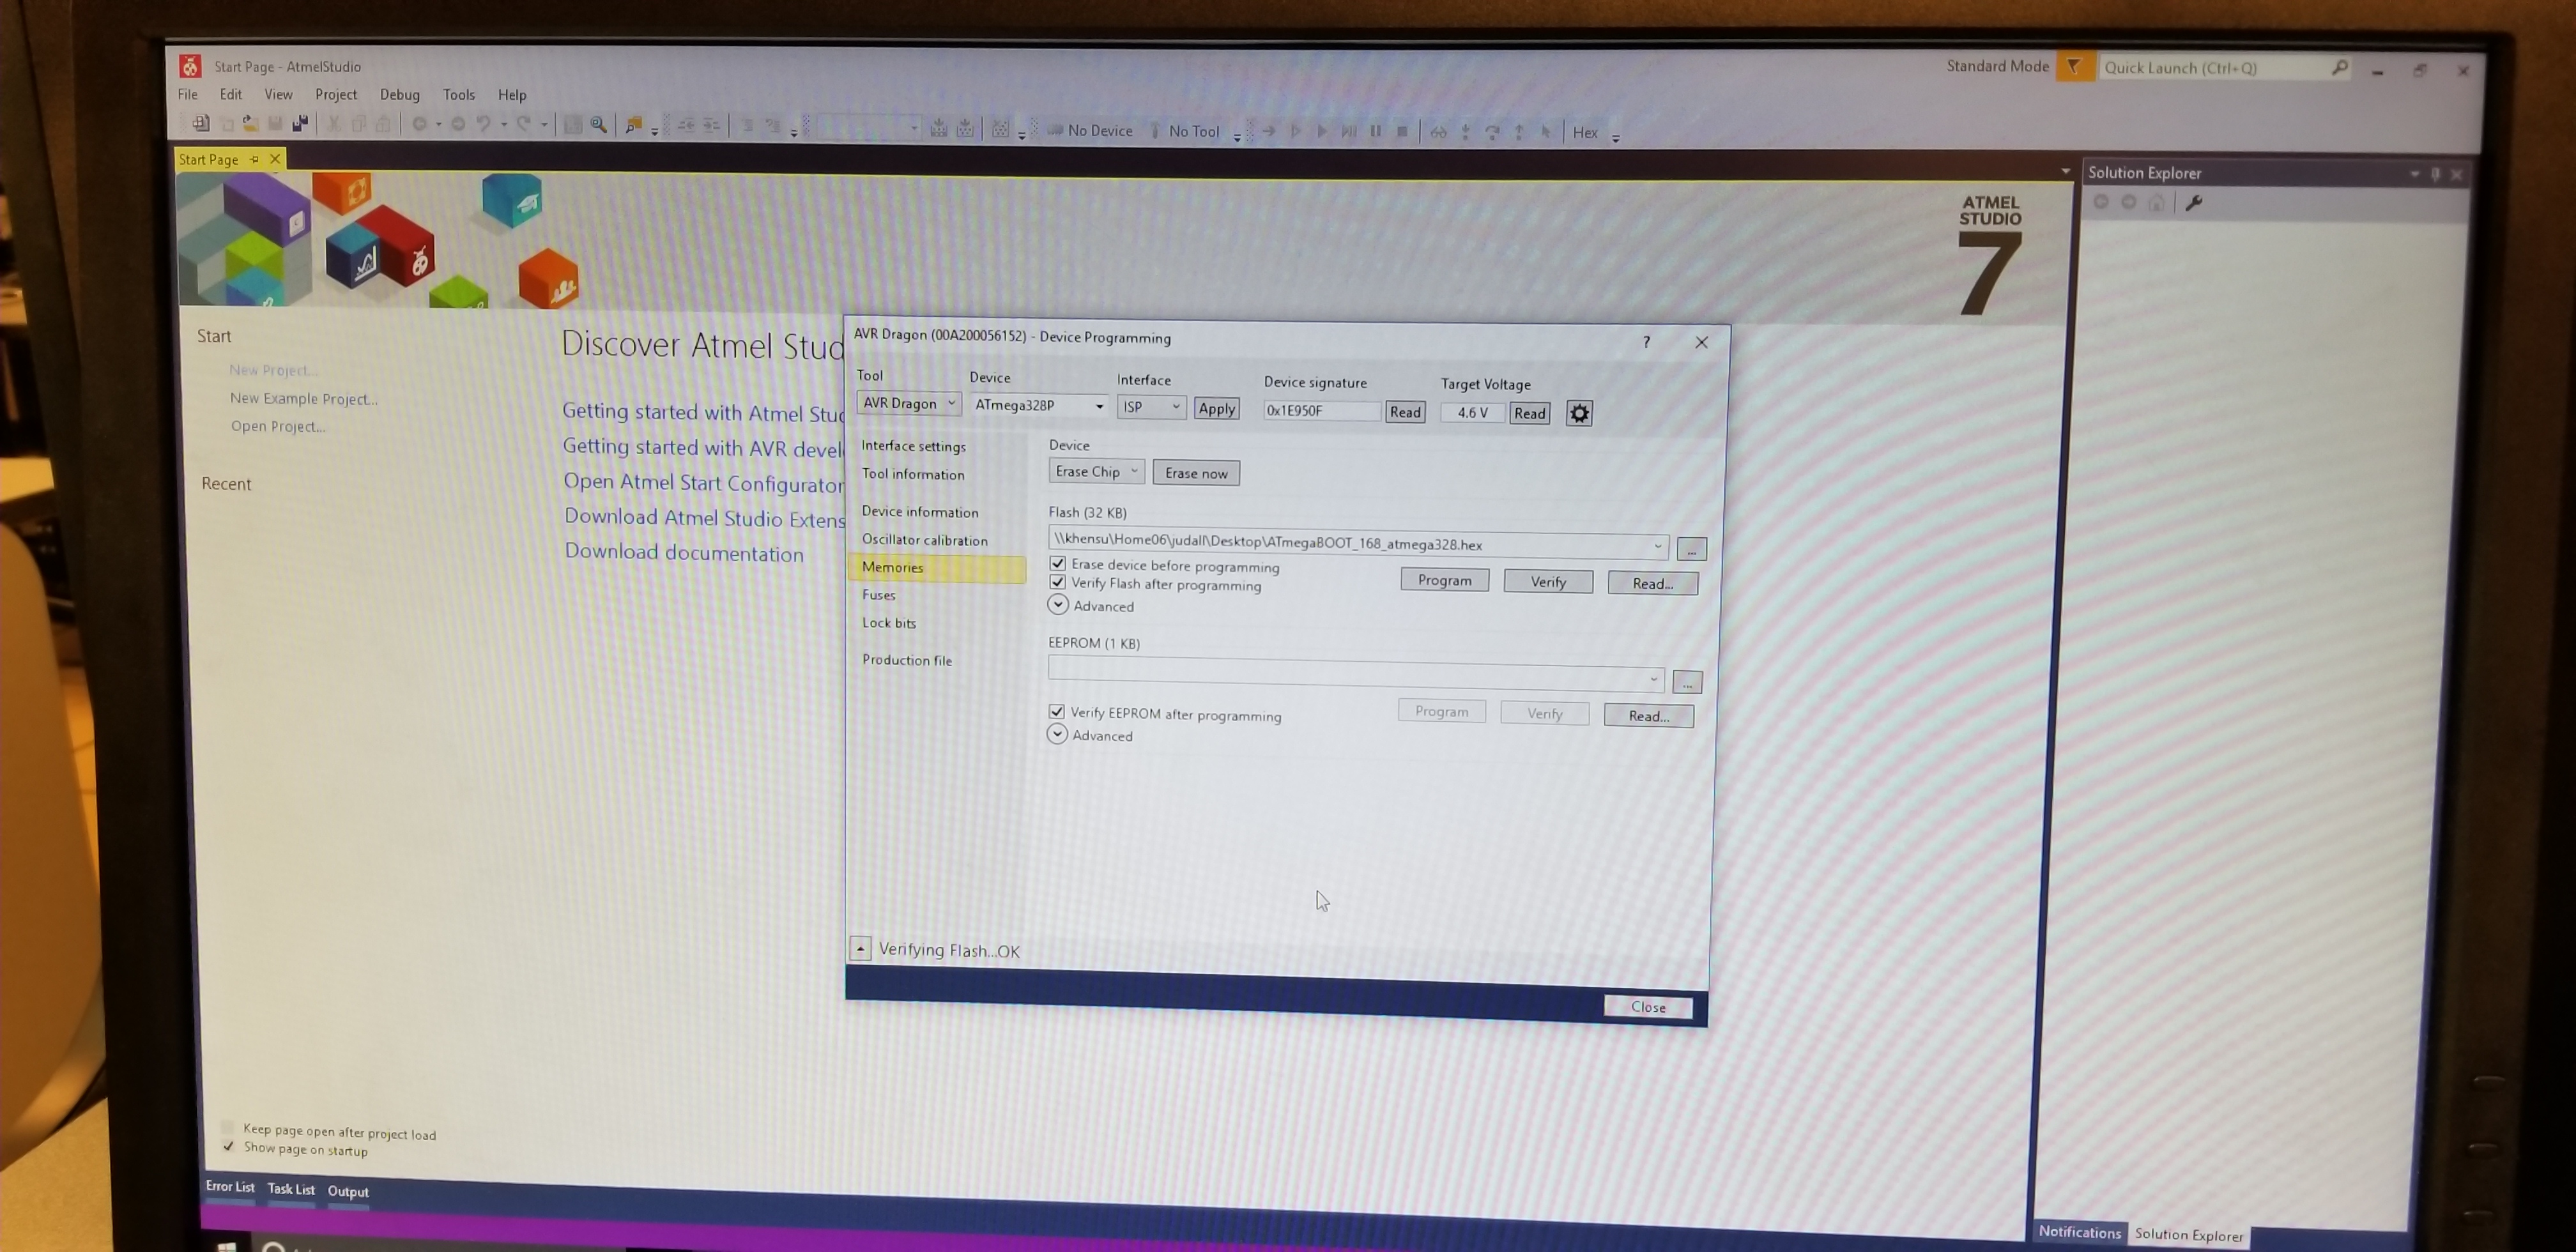 Start Page - AtmelStudio
Standard Mode
Quick Launch (Ctrl+Q)
File Edit View Project Debug Tools Help
No Device No Tool Hex
Start Page
Solution Explorer
ATMEL
STUDIO
7
Start
New Project...
New Example Project...
Open Project...
Recent
Discover Atmel Stud
Getting started with Atmel Stud
Getting started with AVR devel
Open Atmel Start Configurator
Download Atmel Studio Extens
Download documentation
AVR Dragon (00A200056152) - Device Programming
?
Tool Device Interface Device signature Target Voltage
AVR Dragon ATmega328P ISP Apply 0x1E950F Read 4.6 V Read
Interface settings
Tool information
Device information
Oscillator calibration
Memories
Fuses
Lock bits
Production file
Device
Erase Chip Erase now
Flash (32 KB)
\\khensu\Home06\judall\Desktop\ATmegaBOOT_168_atmega328.hex ...
Erase device before programming
Verify Flash after programming
Program Verify Read...
Advanced
EEPROM (1 KB)
...
Verify EEPROM after programming
Program Verify Read...
Advanced
Verifying Flash...OK
Close
Keep page open after project load
Show page on startup
Error List Task List Output
Notifications Solution Explorer